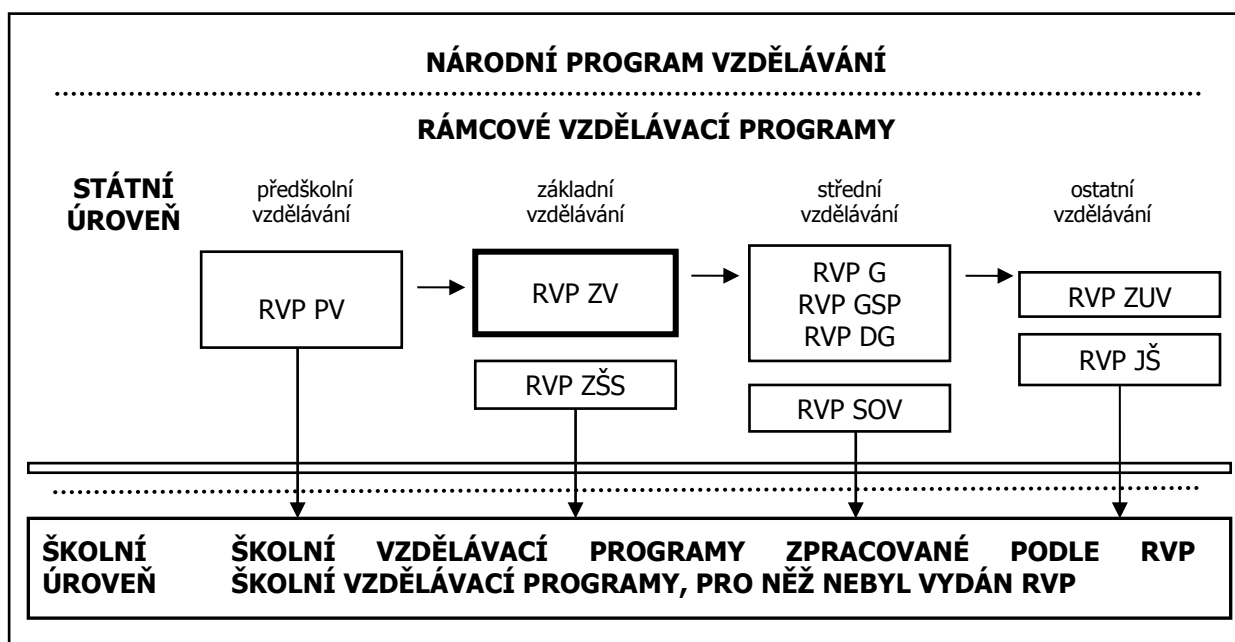 NÁRODNÍ PROGRAM VZDĚLÁVÁNÍ
RÁMCOVÉ VZDĚLÁVACÍ PROGRAMY
STÁTNÍ
ÚROVEŇ
předškolní
vzdělávání
základní
vzdělávání
střední
vzdělávání
ostatní
vzdělávání
RVP PV
RVP ZV
RVP ZŠS
RVP G
RVP GSP
RVP DG
RVP SOV
RVP ZUV
RVP JŠ
ŠKOLNÍ ŠKOLNÍ VZDĚLÁVACÍ PROGRAMY ZPRACOVANÉ PODLE RVP
ÚROVEŇ ŠKOLNÍ VZDĚLÁVACÍ PROGRAMY, PRO NĚŽ NEBYL VYDÁN RVP